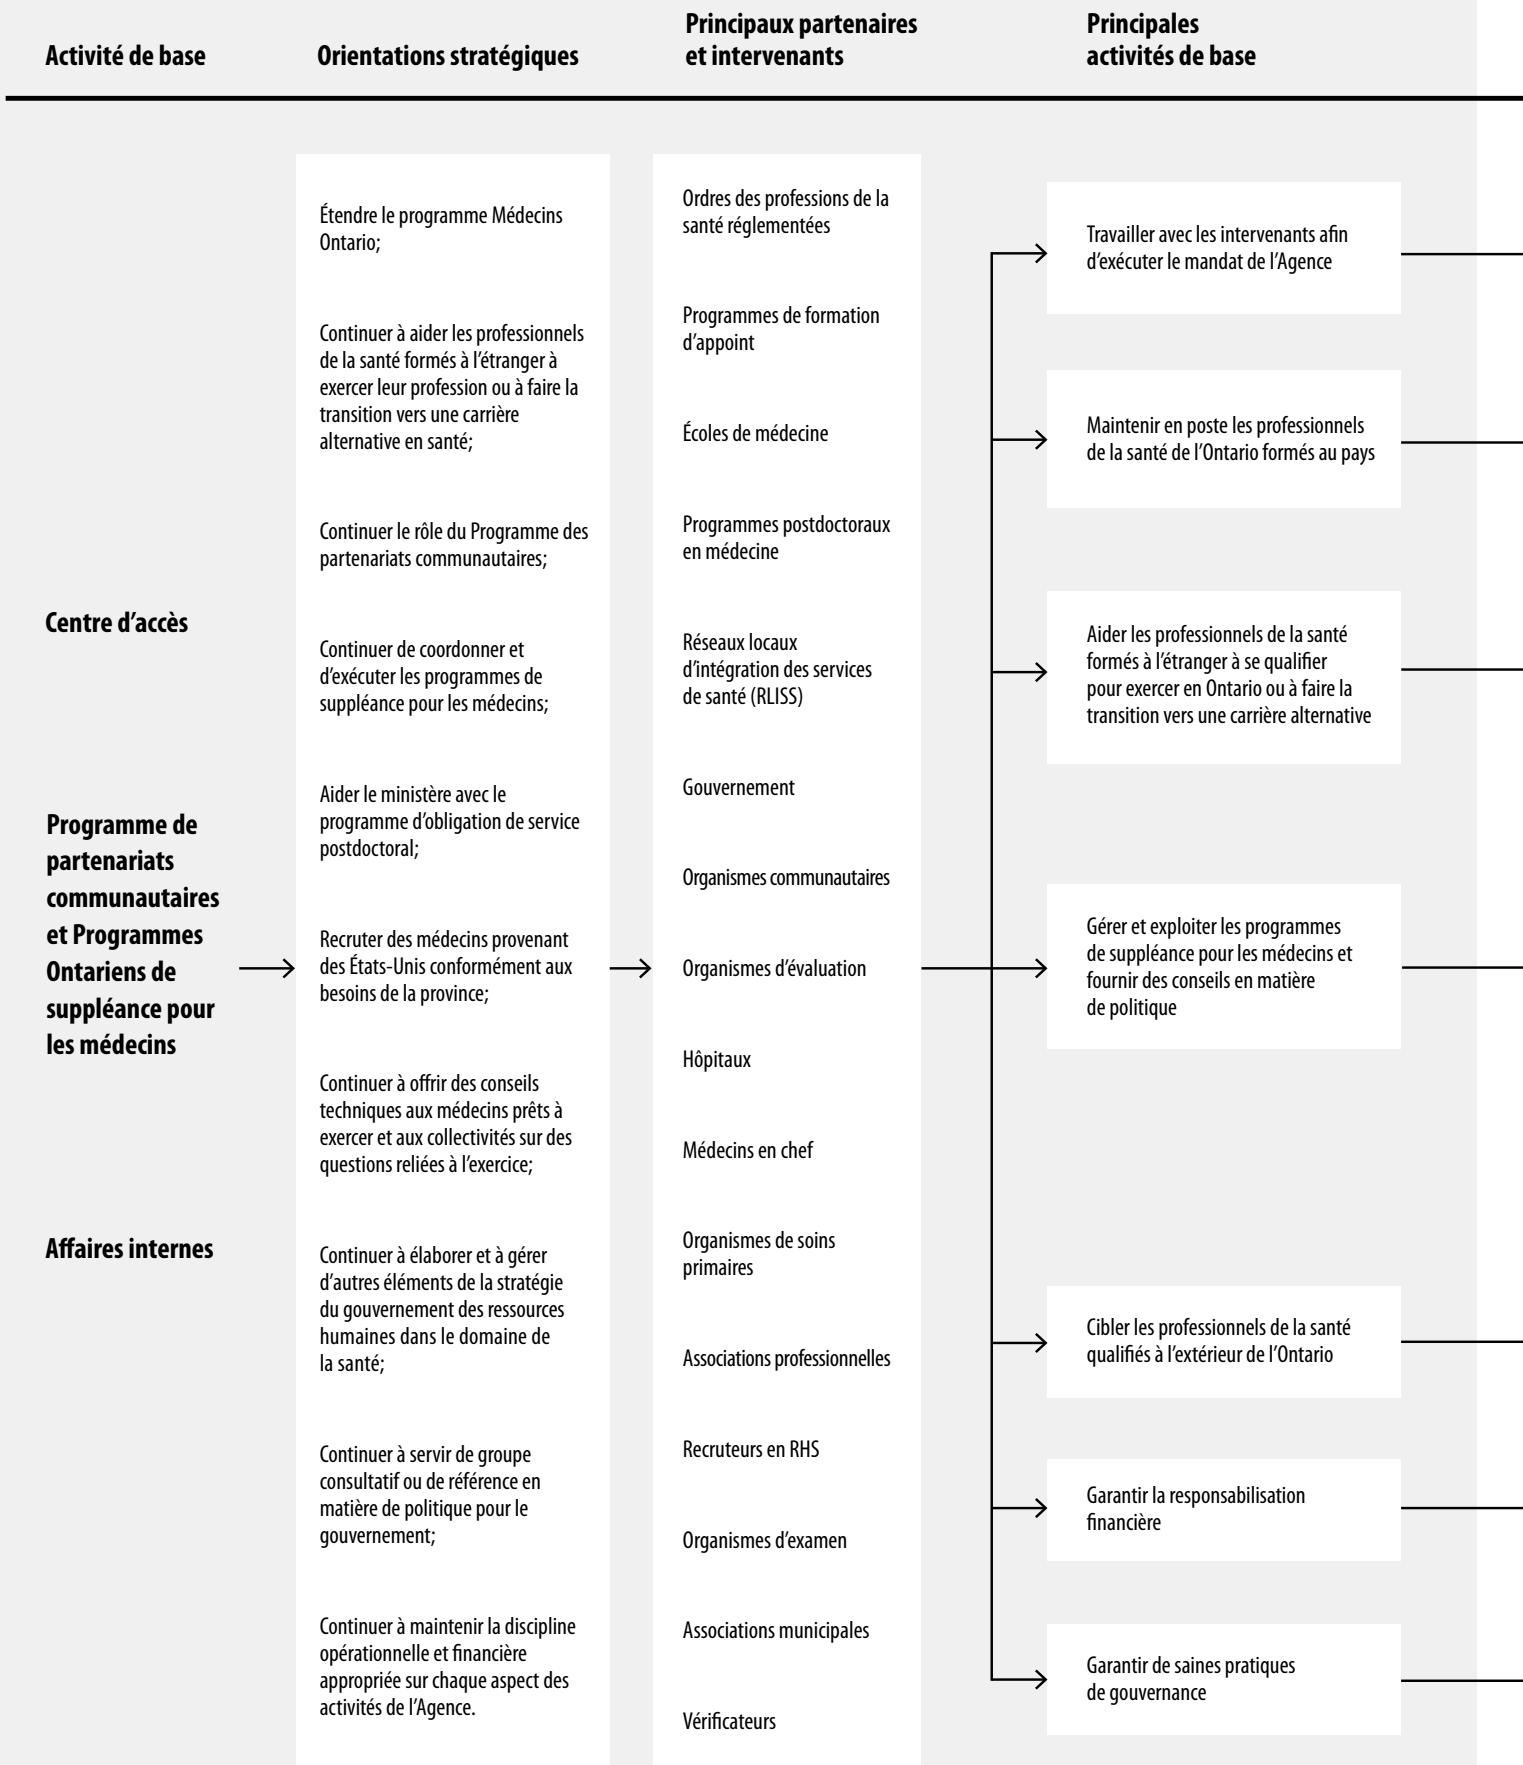 Activité de base
Orientations stratégiques
Principaux partenaires
et intervenants
Principales
activités de base
Centre d’accès
Programme de
partenariats
communautaires
et Programmes
Ontariens de
suppléance pour
les médecins
Affaires internes
Étendre le programme Médecins
Ontario;
Continuer à aider les professionnels
de la santé formés à l’étranger à
exercer leur profession ou à faire la
transition vers une carrière
alternative en santé;
Continuer le rôle du Programme des
partenariats communautaires;
Continuer de coordonner et
d’exécuter les programmes de
suppléance pour les médecins;
Aider le ministère avec le
programme d’obligation de service
postdoctoral;
Recruter des médecins provenant
des États-Unis conformément aux
besoins de la province;
Continuer à offrir des conseils
techniques aux médecins prêts à
exercer et aux collectivités sur des
questions reliées à l’exercice;
Continuer à élaborer et à gérer
d’autres éléments de la stratégie
du gouvernement des ressources
humaines dans le domaine de
la santé;
Continuer à servir de groupe
consultatif ou de référence en
matière de politique pour le
gouvernement;
Continuer à maintenir la discipline
opérationnelle et financière
appropriée sur chaque aspect des
activités de l’Agence.
Ordres des professions de la
santé réglementées
Programmes de formation
d’appoint
Écoles de médecine
Programmes postdoctoraux
en médecine
Réseaux locaux
d’intégration des services
de santé (RLISS)
Gouvernement
Organismes communautaires
Organismes d’évaluation
Hôpitaux
Médecins en chef
Organismes de soins
primaires
Associations professionnelles
Recruteurs en RHS
Organismes d’examen
Associations municipales
Vérificateurs
Travailler avec les intervenants afin
d’exécuter le mandat de l’Agence
Maintenir en poste les professionnels
de la santé de l’Ontario formés au pays
Aider les professionnels de la santé
formés à l’étranger à se qualifier
pour exercer en Ontario ou à faire la
transition vers une carrière alternative
Gérer et exploiter les programmes
de suppléance pour les médecins et
fournir des conseils en matière
de politique
Cibler les professionnels de la santé
qualifiés à l’extérieur de l’Ontario
Garantir la responsabilisation
financière
Garantir de saines pratiques
de gouvernance